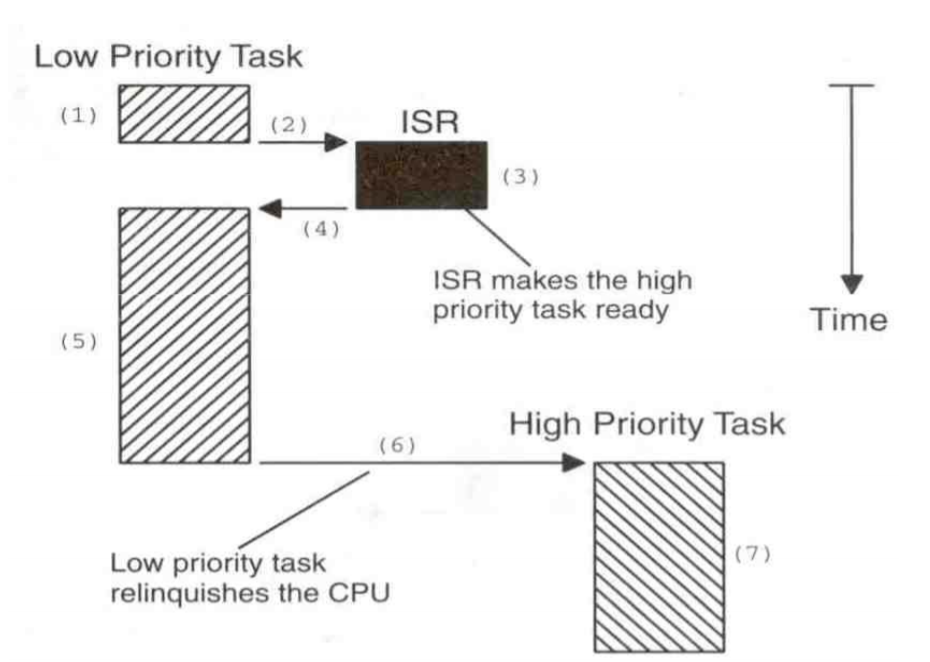 Low Priority Task
(1)
(2)
ISR
(3)
(4)
ISR makes the high
priority task ready
Time
(5)
High Priority Task
(6)
Low priority task
relinquishes the CPU
(7)